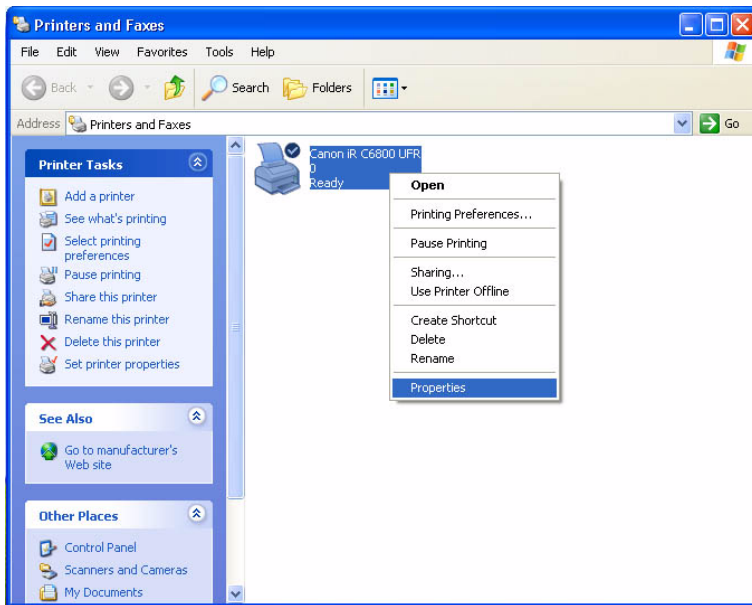 Printers and Faxes
File Edit View Favorites Tools Help
Back Search Folders
Address Printers and Faxes Go
Printer Tasks
Add a printer
See what's printing
Select printing
preferences
Pause printing
Share this printer
Rename this printer
Delete this printer
Set printer properties
See Also
Go to manufacturer's
Web site
Other Places
Control Panel
Scanners and Cameras
My Documents
Canon iR C6800 UFR
0
Ready
Open
Printing Preferences...
Pause Printing
Sharing...
Use Printer Offline
Create Shortcut
Delete
Rename
Properties